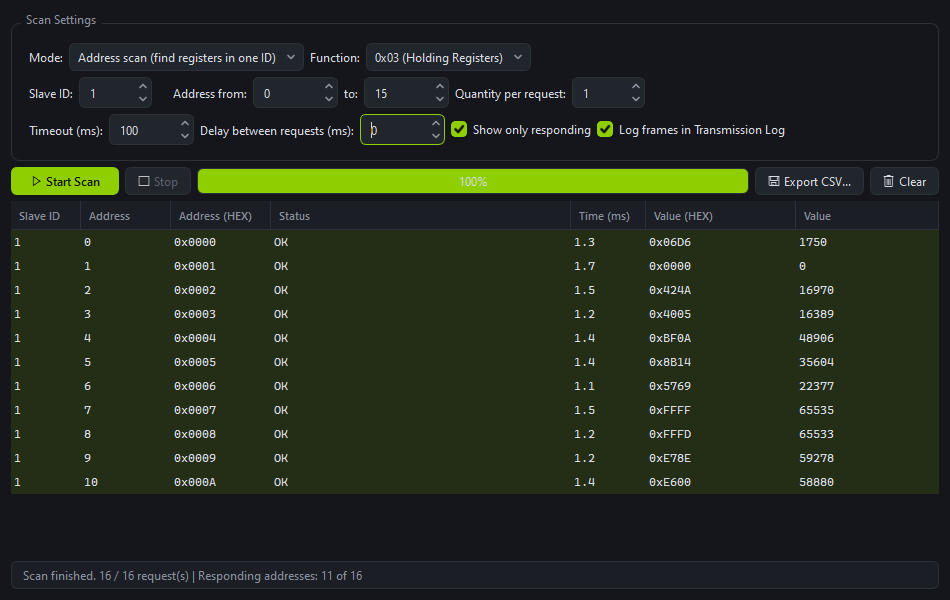 Scan Settings
Mode: Address scan (find registers in one ID) Function: 0x03 (Holding Registers)
Slave ID: 1 Address from: 0 to: 15 Quantity per request: 1
Timeout (ms): 100 Delay between requests (ms): 0 Show only responding Log frames in Transmission Log
Start Scan Stop 100% Export CSV... Clear
Slave ID Address Address (HEX) Status Time (ms) Value (HEX) Value
1 0 0x0000 OK 1.3 0x06D6 1750
1 1 0x0001 OK 1.7 0x0000 0
1 2 0x0002 OK 1.5 0x424A 16970
1 3 0x0003 OK 1.2 0x4005 16389
1 4 0x0004 OK 1.4 0xBF0A 48906
1 5 0x0005 OK 1.4 0x8B14 35604
1 6 0x0006 OK 1.1 0x5769 22377
1 7 0x0007 OK 1.5 0xFFFF 65535
1 8 0x0008 OK 1.2 0xFFFD 65533
1 9 0x0009 OK 1.2 0xE78E 59278
1 10 0x000A OK 1.4 0xE600 58880
Scan finished. 16 / 16 request(s) | Responding addresses: 11 of 16